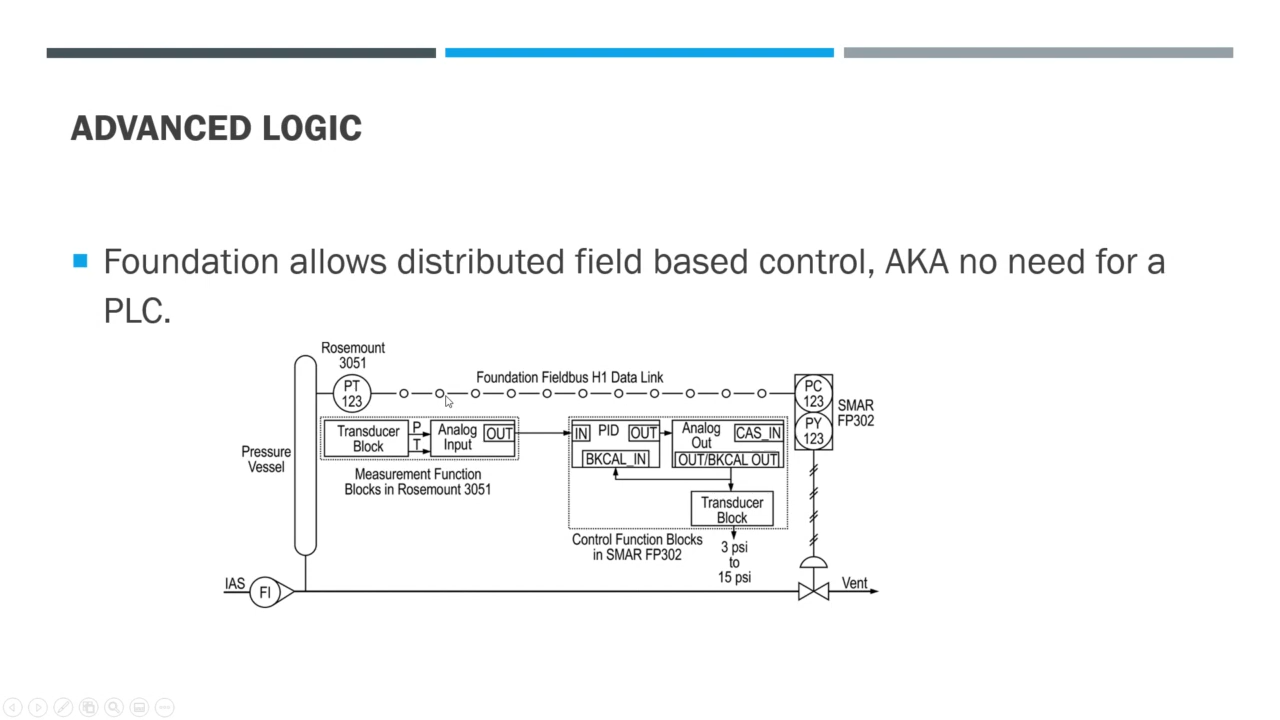 ADVANCED LOGIC
Foundation allows distributed field based control, AKA no need for a
PLC.
Rosemount
3051
PT
123
Foundation Fieldbus H1 Data Link
PC
123
PY
123
SMAR
FP302
Pressure
Vessel
Transducer
Block
P
T
Analog
Input
OUT
Measurement Function
Blocks in Rosemount 3051
IN
PID
OUT
BKCAL_IN
Analog
Out
CAS_IN
OUT/BKCAL OUT
Transducer
Block
Control Function Blocks
in SMAR FP302
3 psi
to
15 psi
IAS
FI
Vent